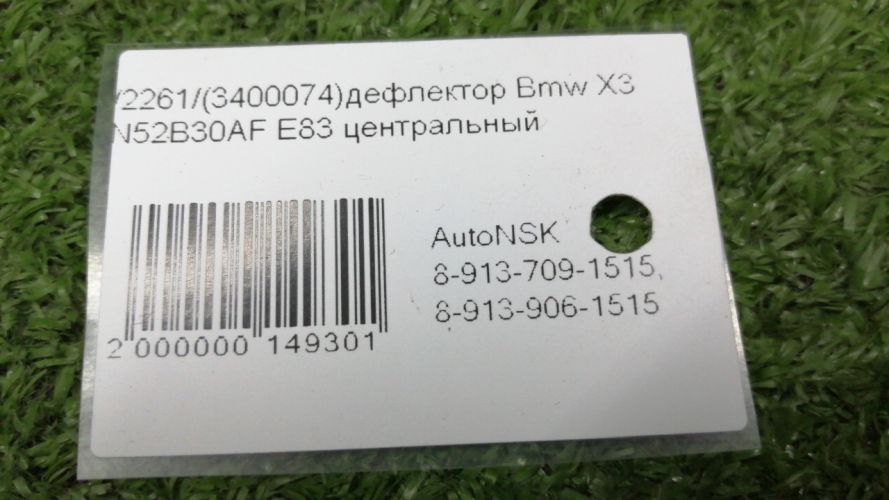 /2261/(3400074)дефлектор Bmw X3
N52B30AF E83 центральный
AutoNSK
8-913-709-1515,
8-913-906-1515
2 000000 149301